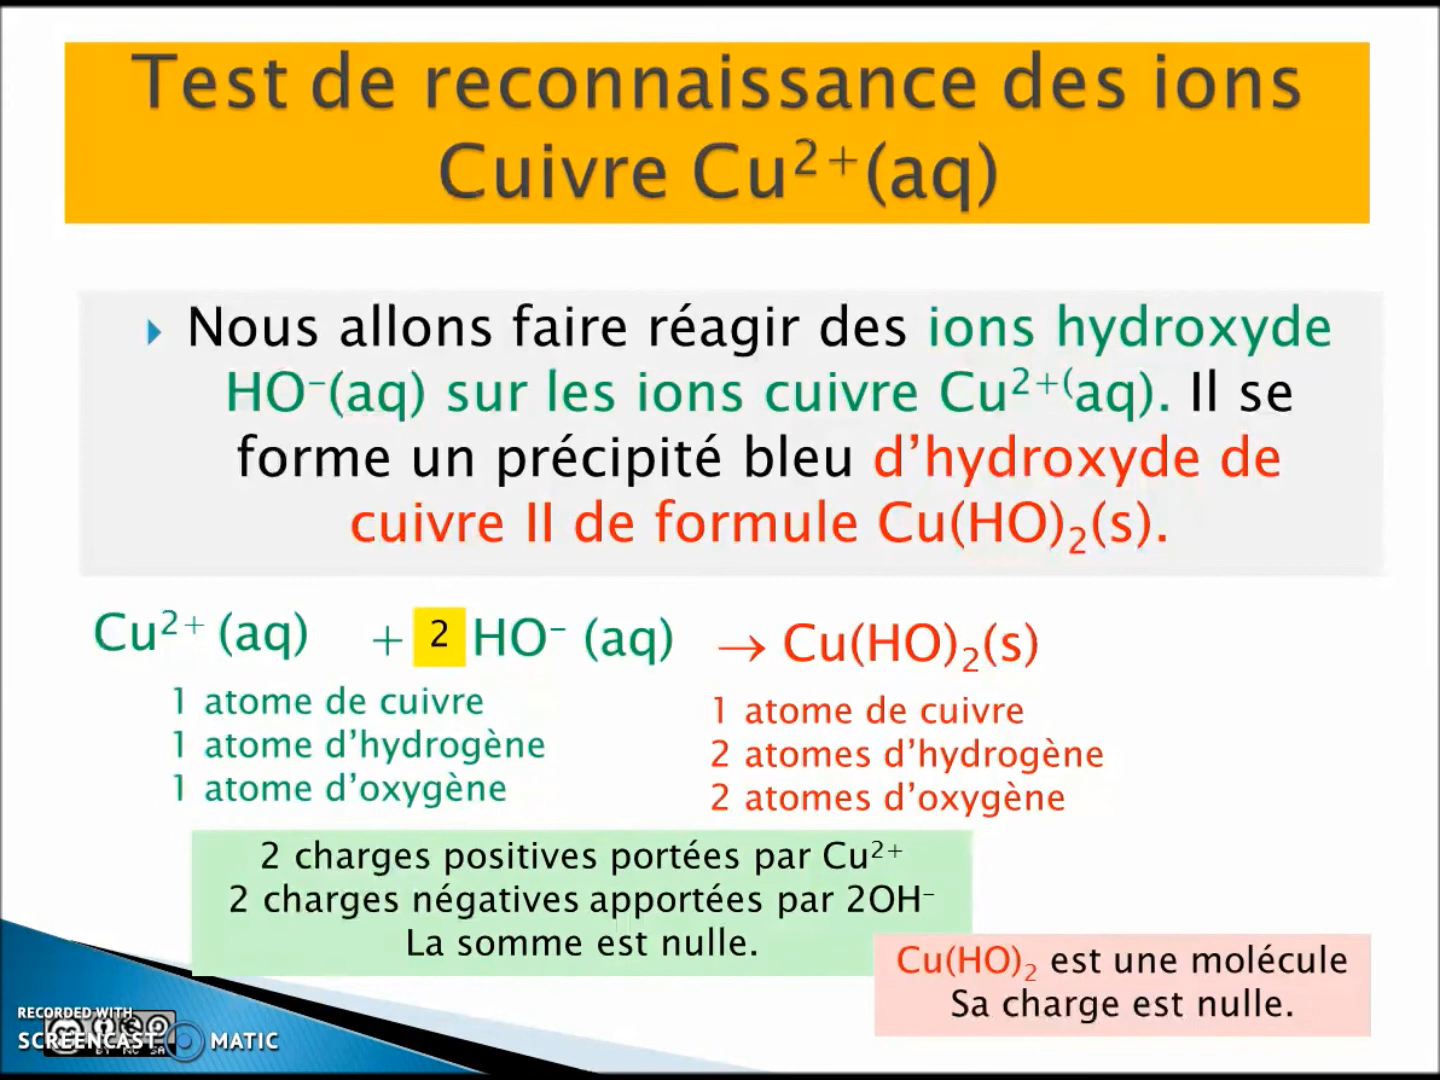 Test de reconnaissance des ions
Cuivre Cu²⁺(aq)
Nous allons faire réagir des ions hydroxyde
HO⁻(aq) sur les ions cuivre Cu²⁺⁽aq). Il se
forme un précipité bleu d’hydroxyde de
cuivre II de formule Cu(HO)₂(s).
Cu²⁺ (aq) + 2 HO⁻ (aq) → Cu(HO)₂(s)
1 atome de cuivre
1 atome d’hydrogène
1 atome d’oxygène
1 atome de cuivre
2 atomes d’hydrogène
2 atomes d’oxygène
2 charges positives portées par Cu²⁺
2 charges négatives apportées par 2OH⁻
La somme est nulle.
Cu(HO)₂ est une molécule
Sa charge est nulle.
RECORDED WITH
SCREENCAST MATIC
BY NC SA